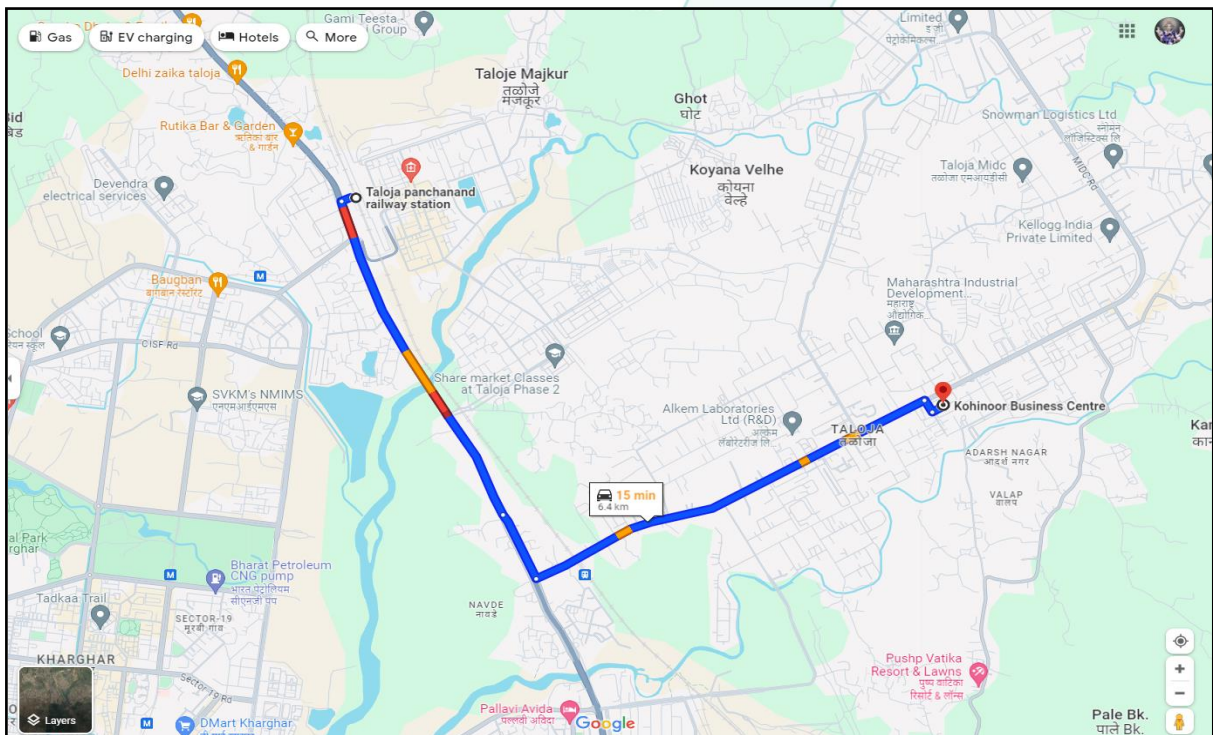 Gas
EV charging
Hotels
More
Gami Teesta -
Group
Limited
Delhi zaika taloja
Taloje Majkur
तळोजे
मजकूर
Ghot
घोट
Snowman Logistics Ltd
स्नोमन
लॉजिस्टिक्स लि
Rutika Bar & Garden
ऋतिका बार
& गार्डन
Devendra
electrical services
Taloja panchanand
railway station
Koyana Velhe
कोयना
वेल्हे
Taloja Midc
तळोजा एमआयडीसी
MIDC Rd
Kellogg India
Private Limited
Baugban
बागबान रेस्टॉरंट
Maharashtra Industrial
Development...
महाराष्ट्र
औद्योगिक...
School
CISF Rd
Share market Classes
at Taloja Phase 2
SVKM's NMIMS
एनएमआईएमएस
Alkem Laboratories
Ltd (R&D)
अल्केम
लॅबोरेटरीज लि...
Kohinoor Business Centre
TALOJA
तळोजा
ADARSH NAGAR
आदर्श नगर
VALAP
वालप
15 min
6.4 km
Bharat Petroleum
CNG pump
भारत पेट्रोलियम
सीएनजी पंप
Tadkaa Trail
SECTOR-19
मूरबी गाव
NAVDE
नावडे
KHARGHAR
Sector 19 Rd
Pushp Vatika
Resort & Lawns
पुष्प वाटिका
रिसॉर्ट & लॉन्स
Layers
DMart Kharghar
Pallavi Avida
पल्लवी अविदा
Google
Pale Bk.
पाले Bk.